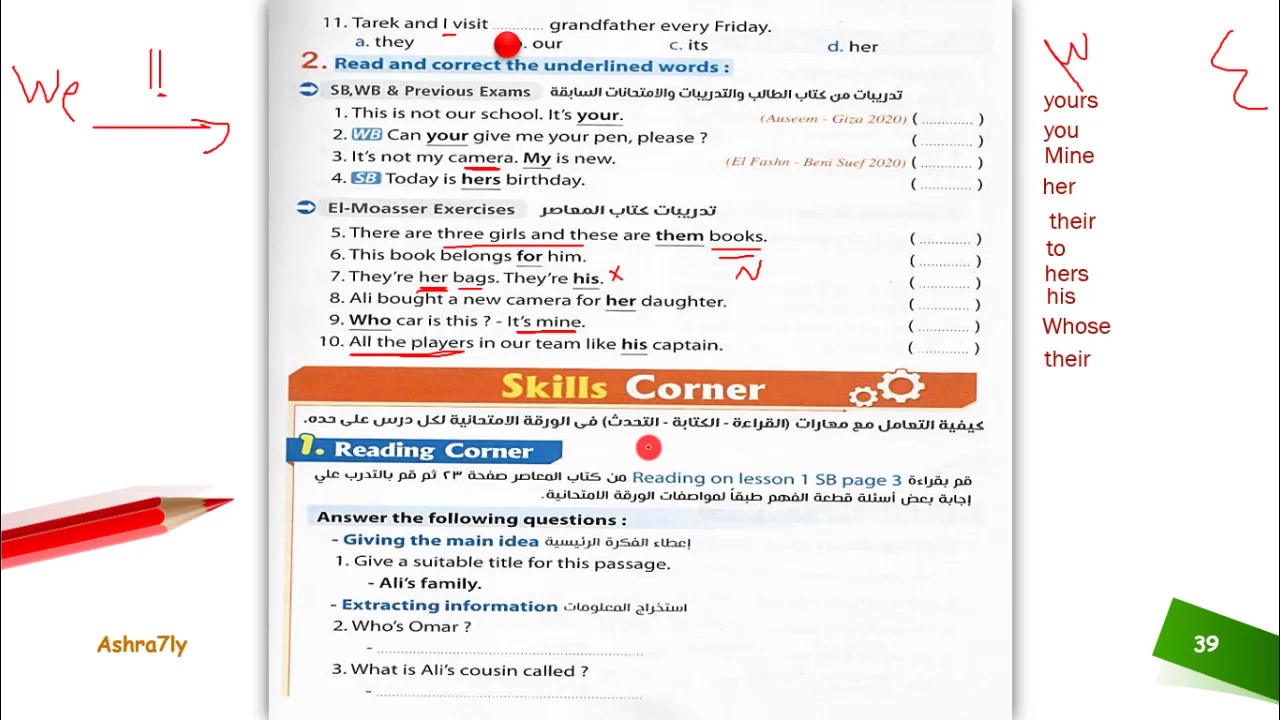 11. Tarek and I visit ............ grandfather every Friday.
a. they b. our c. its d. her
2. Read and correct the underlined words :
SB,WB & Previous Exams تدريبات من كتاب الطالب والتدريبات والامتحانات السابقة
1. This is not our school. It's your. (Auseem - Giza 2020) (............)
2. WB Can your give me your pen, please ? (............)
3. It's not my camera. My is new. (El Fashn - Beni Suef 2020) (............)
4. SB Today is hers birthday. (............)
El-Moasser Exercises تدريبات كتاب المعاصر
5. There are three girls and these are them books. (............)
6. This book belongs for him. (............)
7. They're her bags. They're his. x (............)
8. Ali bought a new camera for her daughter. (............)
9. Who car is this ? - It's mine. (............)
10. All the players in our team like his captain. (............)
N
Skills Corner
كيفية التعامل مع مهارات (القراءة - الكتابة - التحدث) فى الورقة الامتحانية لكل درس على حده.
1. Reading Corner
قم بقراءة Reading on lesson 1 SB page 3 من كتاب المعاصر صفحة ٢٣ ثم قم بالتدرب علي
إجابة بعض أسئلة قطعة الفهم طبقاً لمواصفات الورقة الامتحانية.
Answer the following questions :
- Giving the main idea إعطاء الفكرة الرئيسية
1. Give a suitable title for this passage.
- Ali's family.
- Extracting information استخراج المعلومات
2. Who's Omar ?
- ............
3. What is Ali's cousin called ?
- ............
We !!
yours
you
Mine
her
their
to
hers
his
Whose
their
Ashra7ly
39